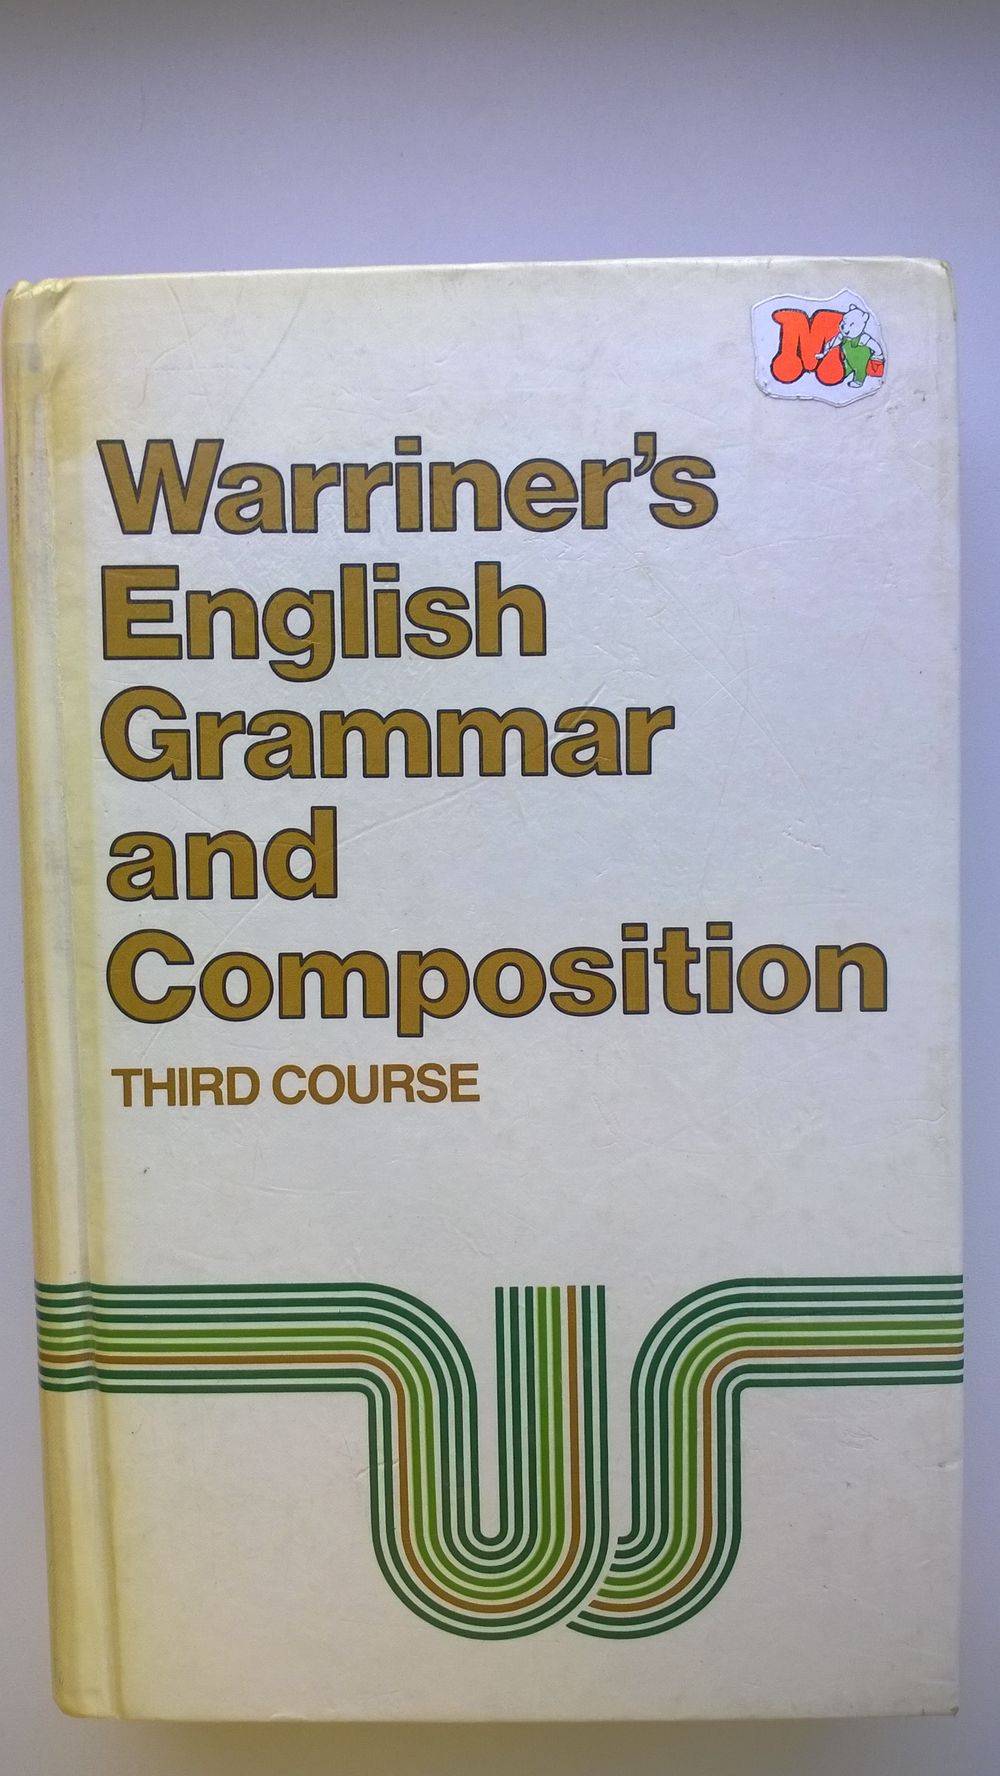 M
Warriner's
English
Grammar
and
Composition
THIRD COURSE